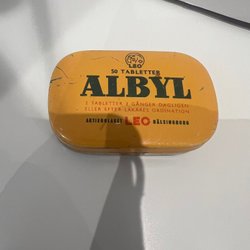 LEO
50 TABLETTER
ALBYL
2 TABLETTER 3 GÅNGER DAGLIGEN
ELLER EFTER LÄKARES ORDINATION
AKTIEBOLAGET LEO HÄLSINGBORG